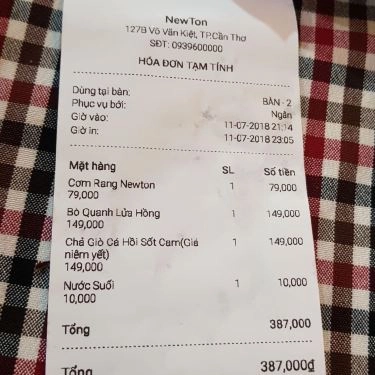 NewTon
127B Võ Văn Kiệt, TP.Cần Thơ
SĐT: 0939600000
HÓA ĐƠN TẠM TÍNH
Dùng tại bàn: BÀN - 2
Phục vụ bởi: Ngân
Giờ vào: 11-07-2018 21:14
Giờ in: 11-07-2018 23:05
Mặt hàng SL Số tiền
Cơm Rang Newton 1 79,000
79,000
Bò Quanh Lửa Hồng 1 149,000
149,000
Chả Giò Cá Hồi Sốt Cam(Giá 1 149,000
niêm yết)
149,000
Nước Suối 1 10,000
10,000
Tổng 387,000
Tổng 387,000₫